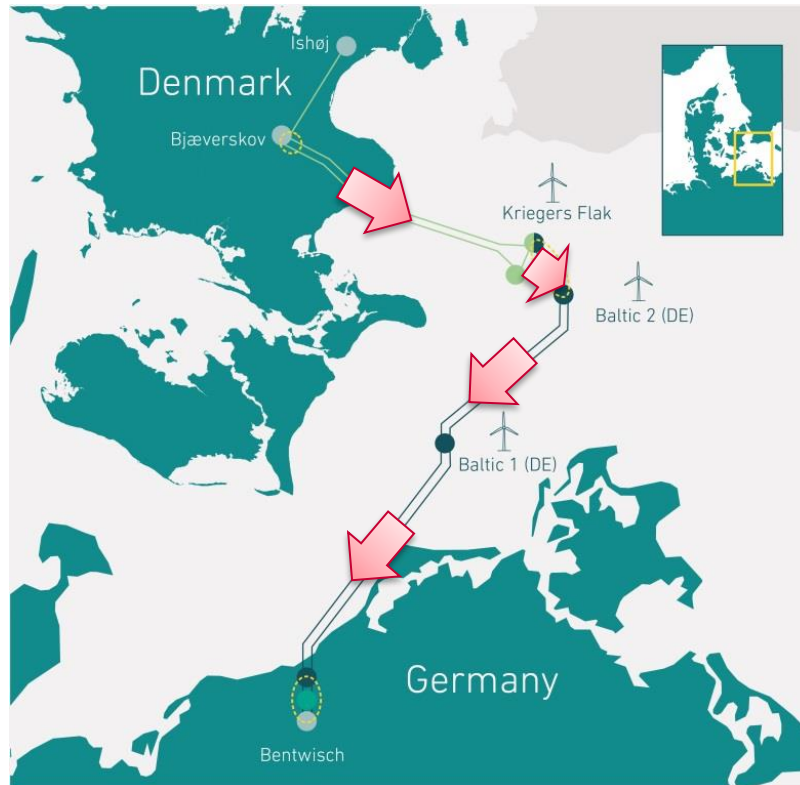 Ishøj
Denmark
Bjæverskov
Kriegers Flak
Baltic 2 (DE)
Baltic 1 (DE)
Germany
Bentwisch